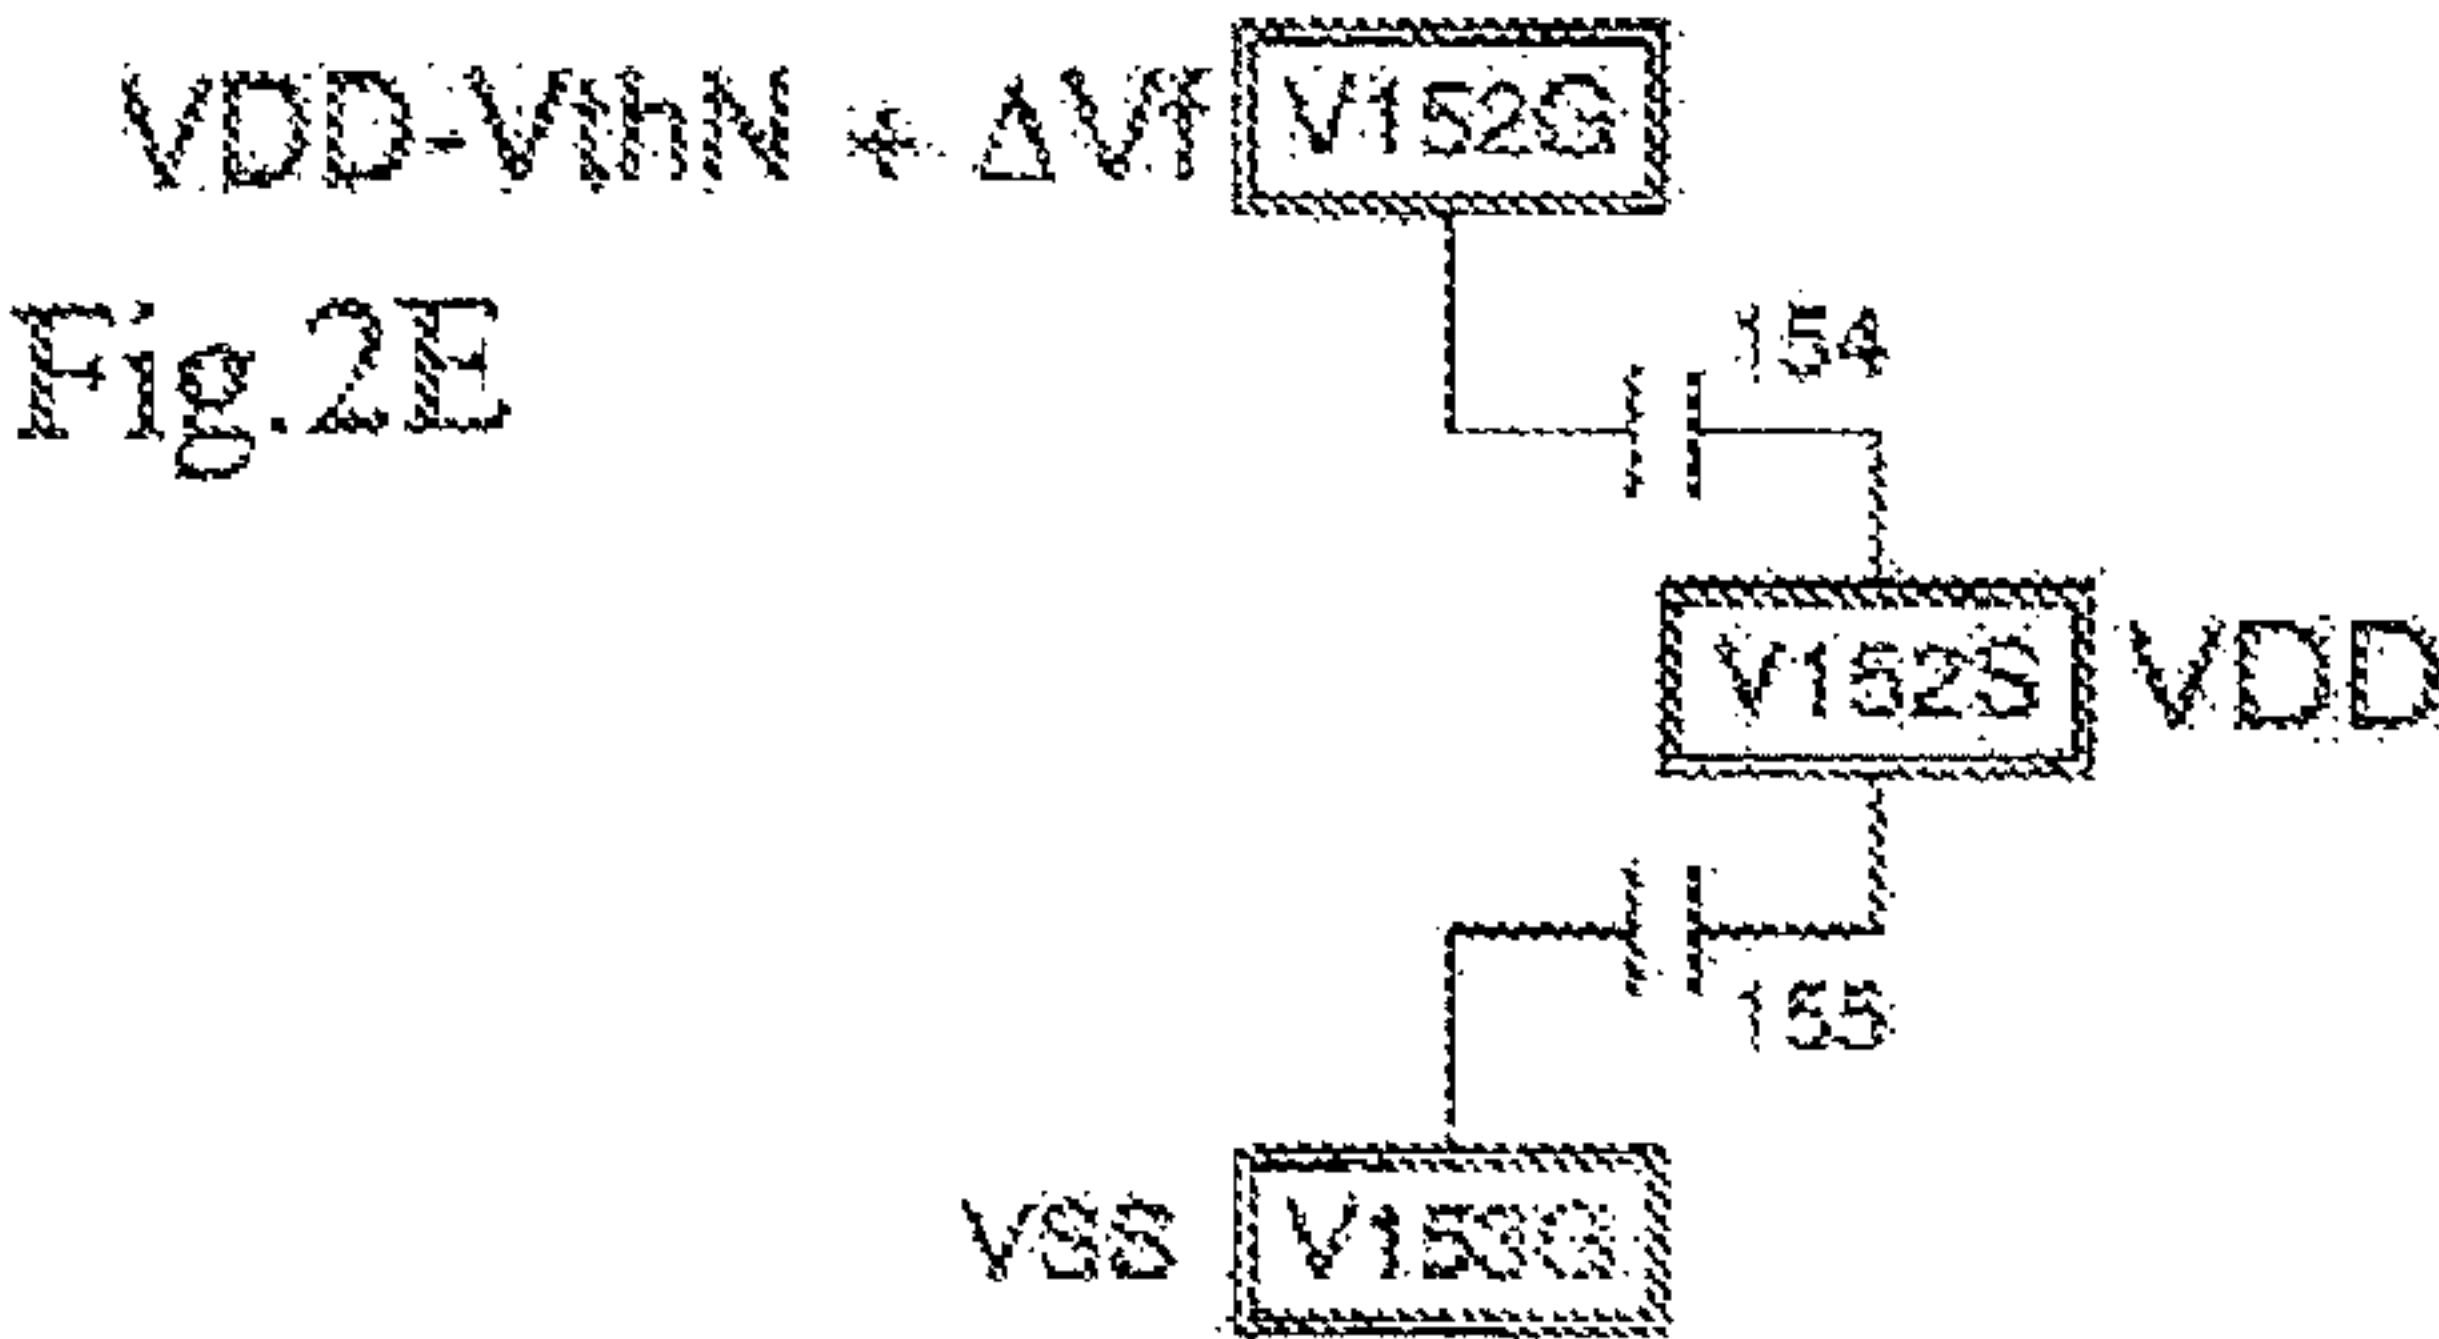 VDD-VthN + ΔVf V152G
Fig.2E
154
V152S VDD
155
VSS V153G